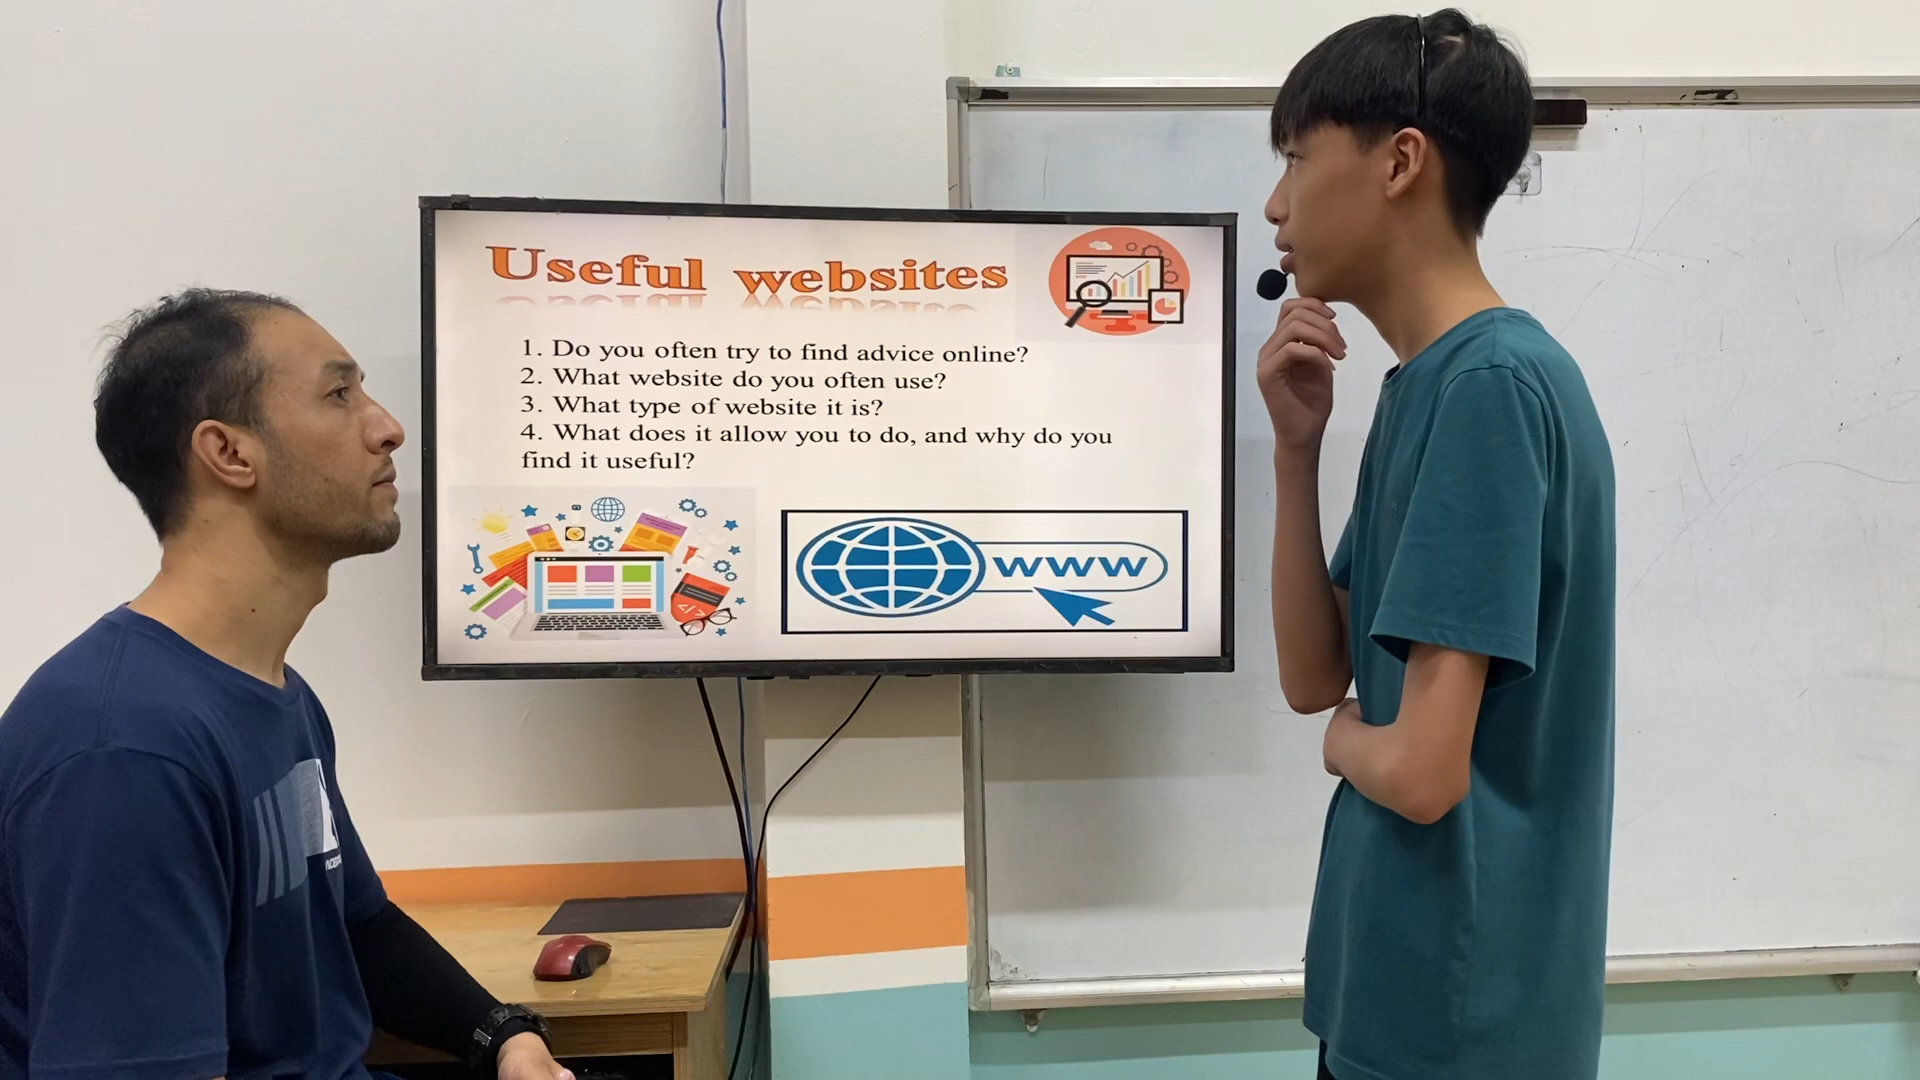 Useful websites
1. Do you often try to find advice online?
2. What website do you often use?
3. What type of website it is?
4. What does it allow you to do, and why do you
find it useful?
</>
www